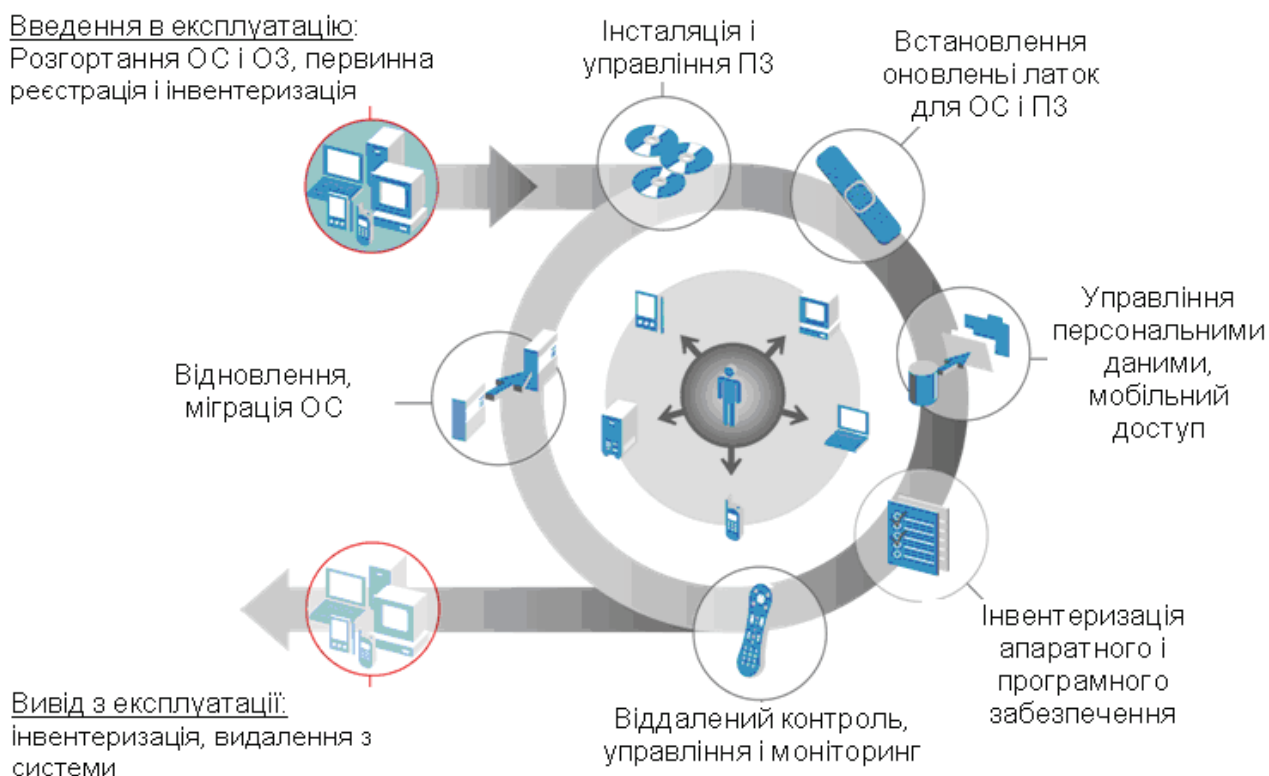 Введення в експлуатацію:
Розгортання ОС і ОЗ, первинна
реєстрація і інвентеризація
Інсталяція і
управління ПЗ
Встановлення
оновленьі латок
для ОС і ПЗ
Управління
персональними
даними,
мобільний
доступ
Відновлення,
міграція ОС
Інвентеризація
апаратного і
програмного
забезпечення
Віддалений контроль,
управління і моніторинг
Вивід з експлуатації:
інвентеризація, видалення з
системи